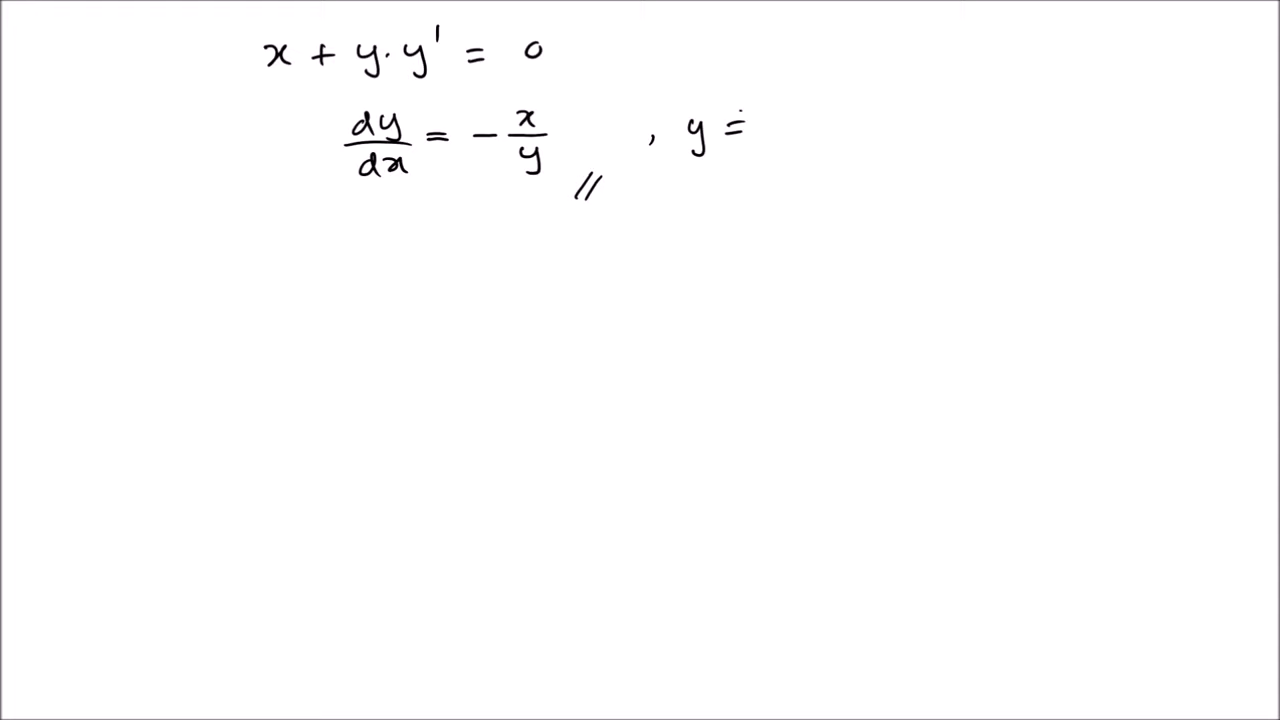 x + y · y' = 0
dy/dx = - x/y , y =
//